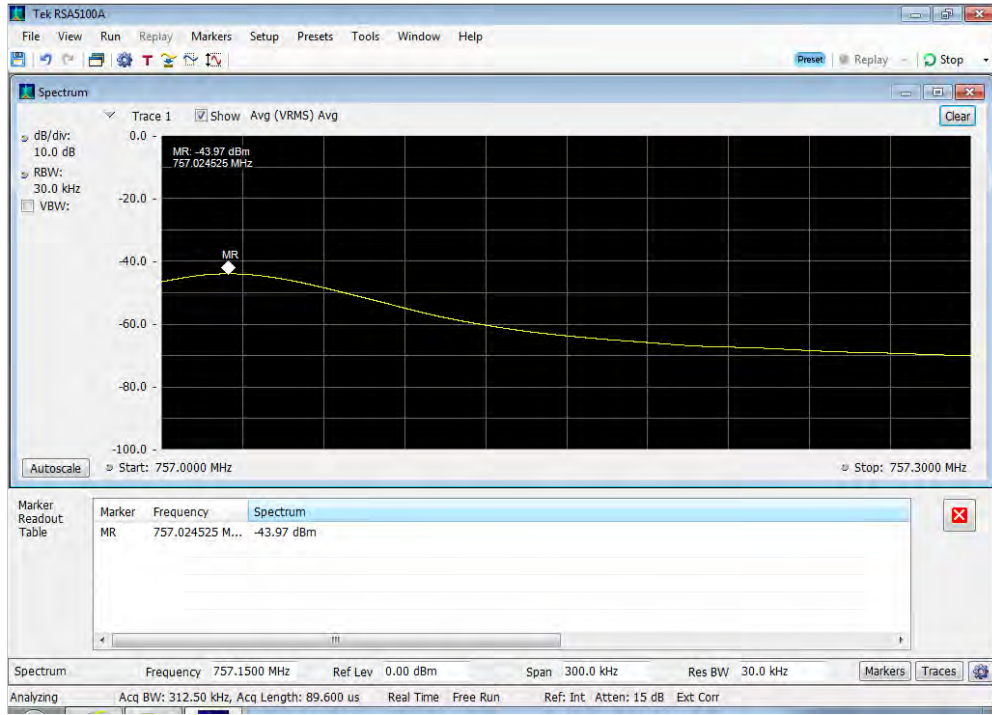 Tek RSA5100A
File View Run Replay Markers Setup Presets Tools Window Help
T Preset Replay Stop
Spectrum
Trace 1 Show Avg (VRMS) Avg Clear
dB/div:
10.0 dB
RBW:
30.0 kHz
VBW:
0.0
MR: -43.97 dBm
757.024525 MHz
-20.0
MR
-40.0
-60.0
-80.0
-100.0
Autoscale Start: 757.0000 MHz Stop: 757.3000 MHz
Marker
Readout
Table
Marker Frequency Spectrum
MR 757.024525 M... -43.97 dBm
Spectrum Frequency 757.1500 MHz Ref Lev 0.00 dBm Span 300.0 kHz Res BW 30.0 kHz Markers Traces
Analyzing Acq BW: 312.50 kHz, Acq Length: 89.600 us Real Time Free Run Ref: Int Atten: 15 dB Ext Corr